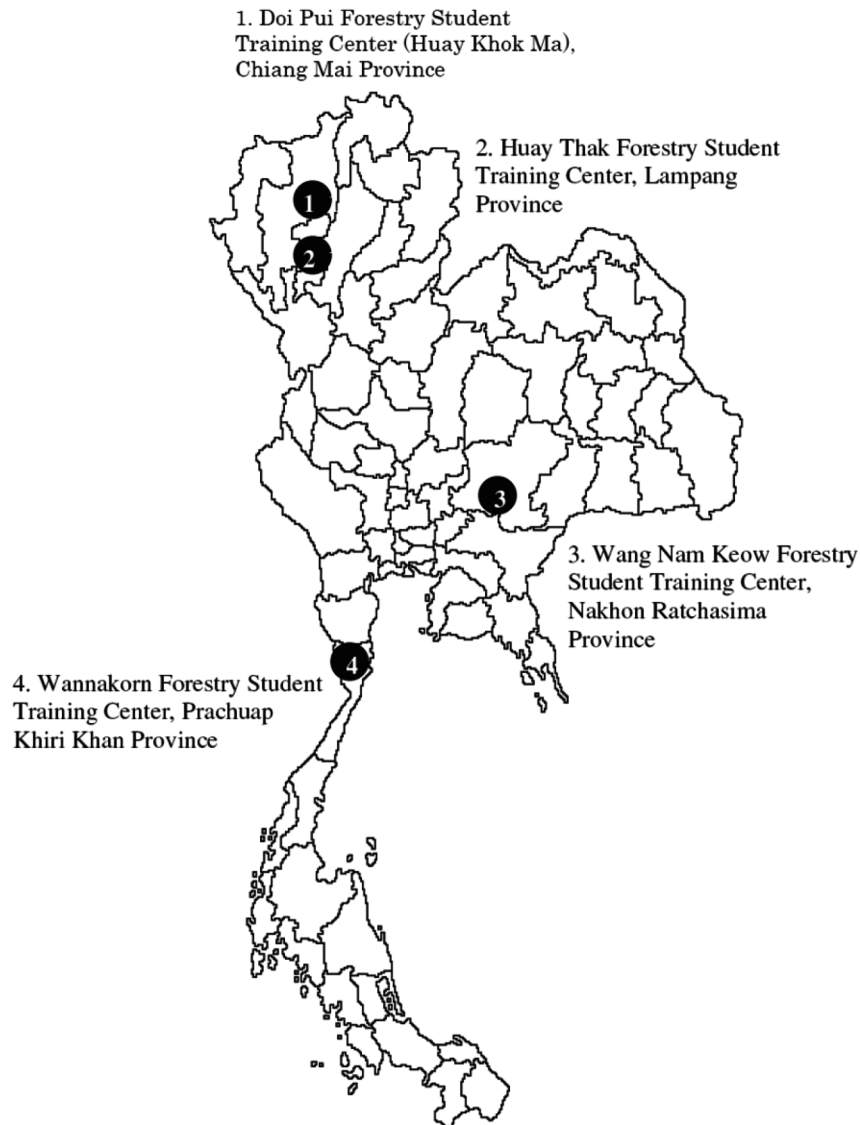 1. Doi Pui Forestry Student
Training Center (Huay Khok Ma),
Chiang Mai Province
2. Huay Thak Forestry Student
Training Center, Lampang
Province
1
2
3
3. Wang Nam Keow Forestry
Student Training Center,
Nakhon Ratchasima
Province
4
4. Wannakorn Forestry Student
Training Center, Prachuap
Khiri Khan Province